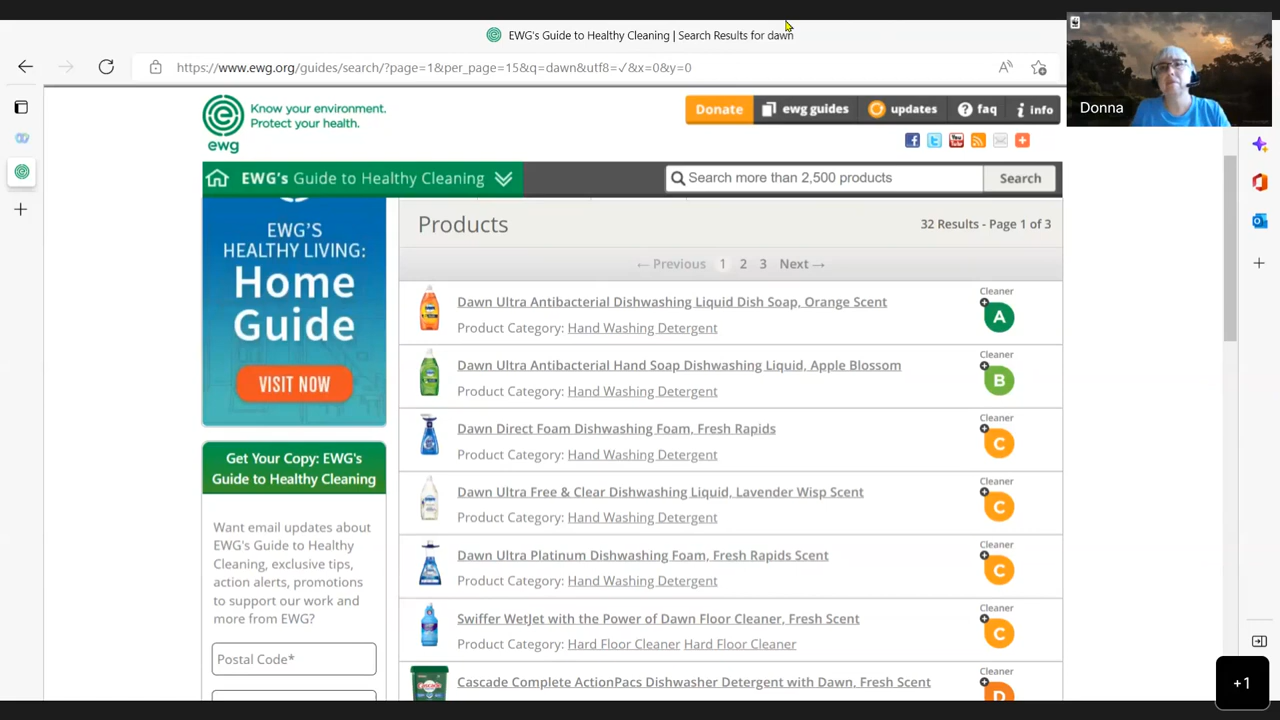 EWG's Guide to Healthy Cleaning | Search Results for dawn
https://www.ewg.org/guides/search/?page=1&per_page=15&q=dawn&utf8=✓&x=0&y=0
Donna
Know your environment.
Protect your health.
ewg
Donate
ewg guides
updates
faq
info
EWG's Guide to Healthy Cleaning
Search more than 2,500 products
Search
EWG'S
HEALTHY LIVING:
Home
Guide
VISIT NOW
Get Your Copy: EWG's
Guide to Healthy Cleaning
Want email updates about
EWG's Guide to Healthy
Cleaning, exclusive tips,
action alerts, promotions
to support our work and
more from EWG?
Postal Code*
Products
32 Results - Page 1 of 3
← Previous 1 2 3 Next →
Dawn Ultra Antibacterial Dishwashing Liquid Dish Soap, Orange Scent
Product Category: Hand Washing Detergent
Cleaner
A
Dawn Ultra Antibacterial Hand Soap Dishwashing Liquid, Apple Blossom
Product Category: Hand Washing Detergent
Cleaner
B
Dawn Direct Foam Dishwashing Foam, Fresh Rapids
Product Category: Hand Washing Detergent
Cleaner
C
Dawn Ultra Free & Clear Dishwashing Liquid, Lavender Wisp Scent
Product Category: Hand Washing Detergent
Cleaner
C
Dawn Ultra Platinum Dishwashing Foam, Fresh Rapids Scent
Product Category: Hand Washing Detergent
Cleaner
C
Swiffer WetJet with the Power of Dawn Floor Cleaner, Fresh Scent
Product Category: Hard Floor Cleaner Hard Floor Cleaner
Cleaner
C
Cascade Complete ActionPacs Dishwasher Detergent with Dawn, Fresh Scent
Cleaner
D
+1